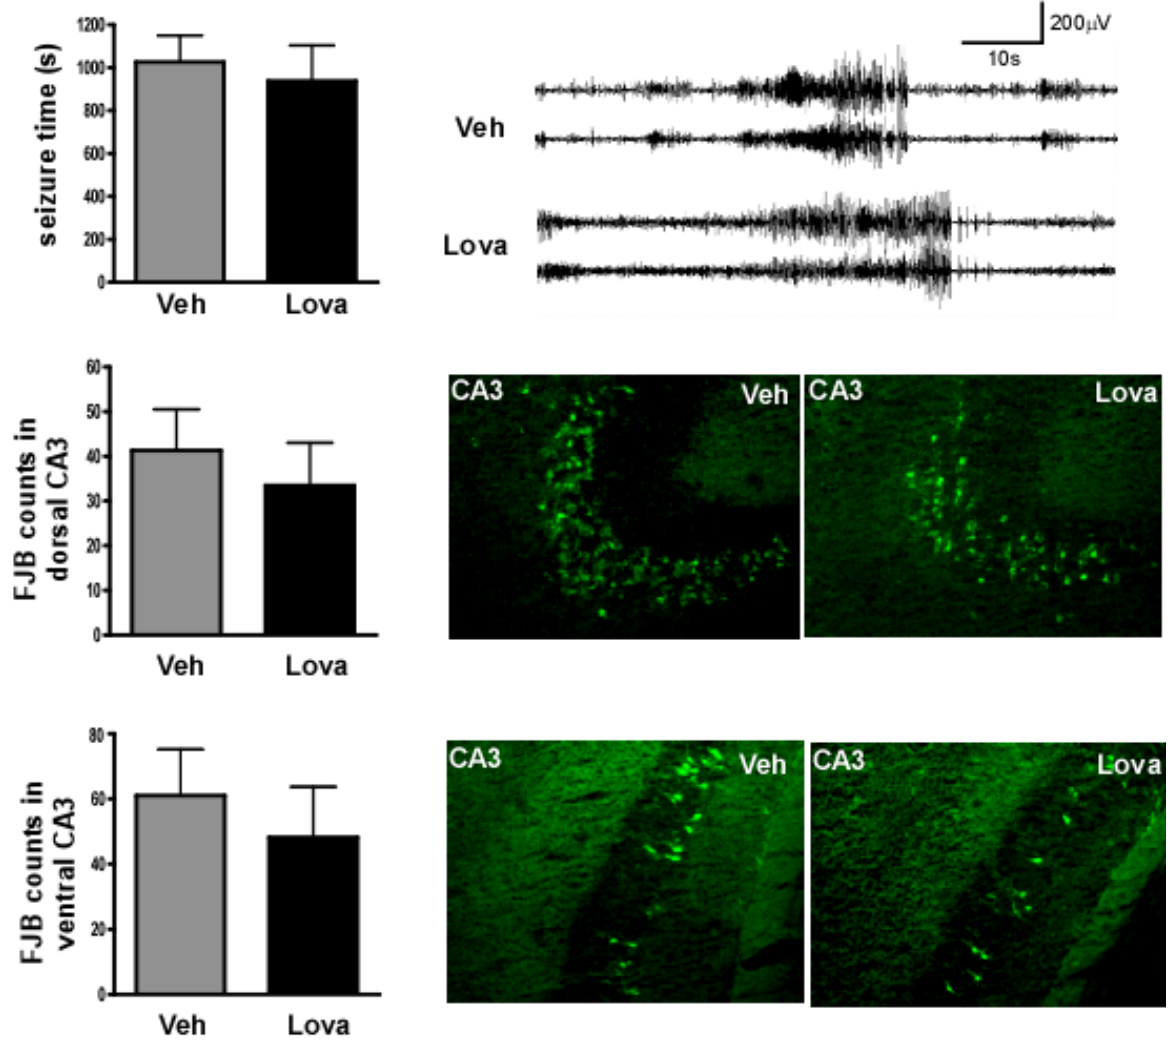 seizure time (s)
1200
1000
800
600
400
200
0
Veh
Lova
200µV
10s
Veh
Lova
FJB counts in
dorsal CA3
60
50
40
30
20
10
0
Veh
Lova
CA3
Veh
CA3
Lova
FJB counts in
ventral CA3
80
60
40
20
0
Veh
Lova
CA3
Veh
CA3
Lova